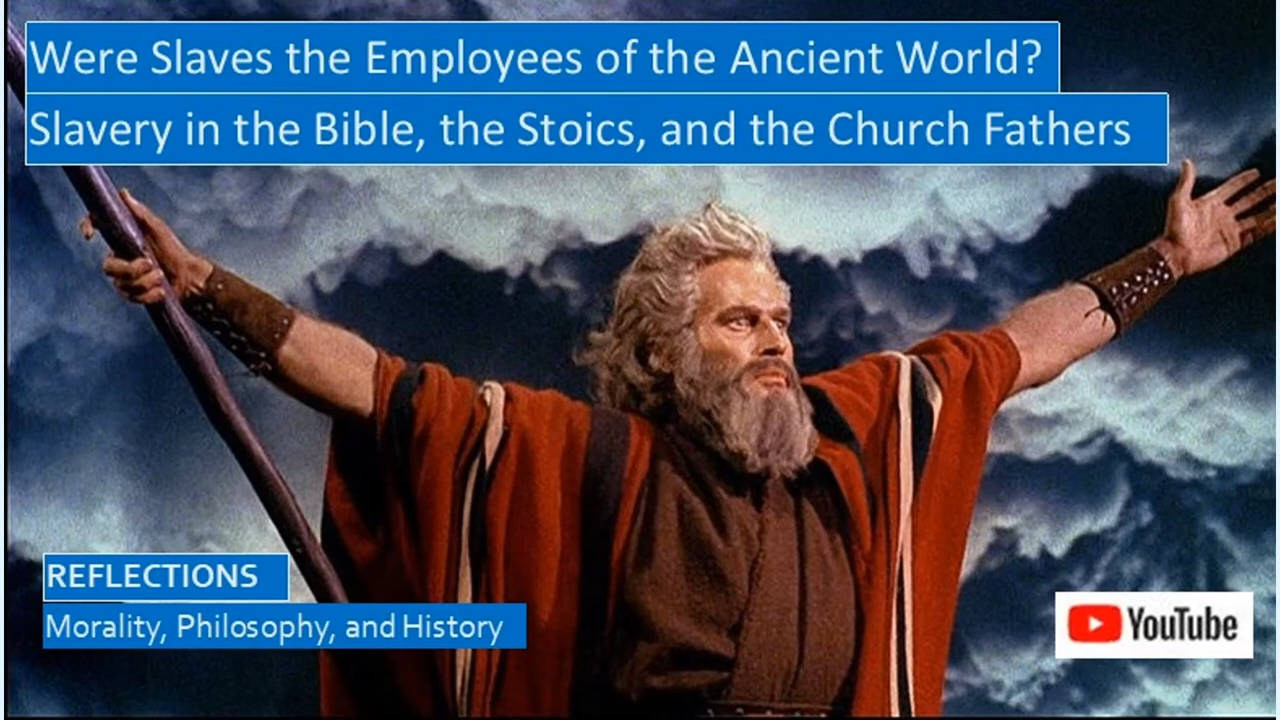 Were Slaves the Employees of the Ancient World?
Slavery in the Bible, the Stoics, and the Church Fathers
REFLECTIONS
Morality, Philosophy, and History
YouTube